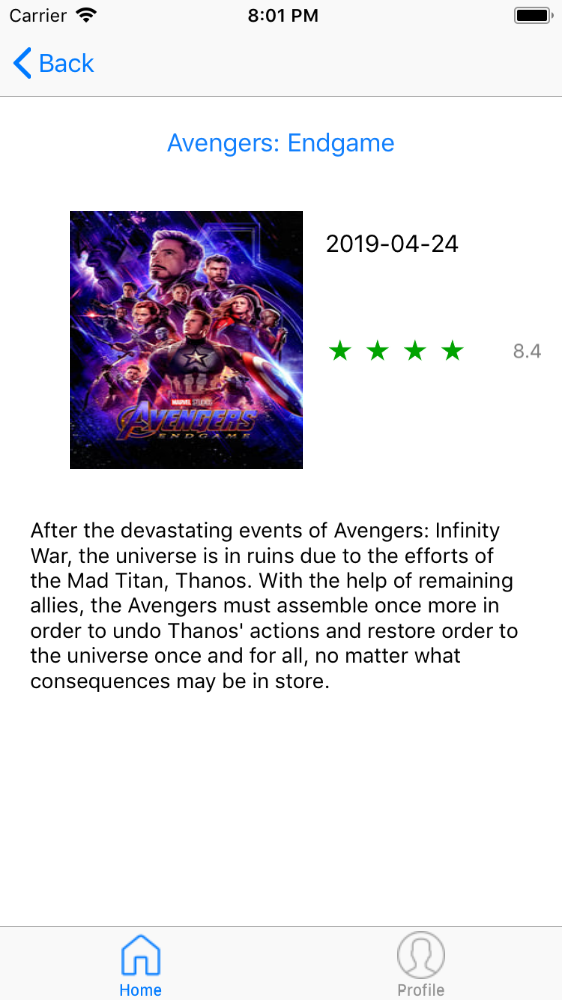 Carrier 8:01 PM
Back
Avengers: Endgame
2019-04-24
★ ★ ★ ★ 8.4
MARVEL STUDIOS
AVENGERS
ENDGAME
After the devastating events of Avengers: Infinity
War, the universe is in ruins due to the efforts of
the Mad Titan, Thanos. With the help of remaining
allies, the Avengers must assemble once more in
order to undo Thanos' actions and restore order to
the universe once and for all, no matter what
consequences may be in store.
Home Profile